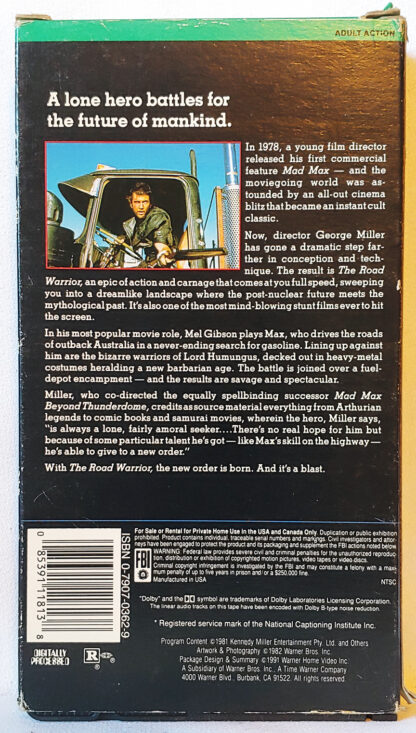 ADULT ACTION
A lone hero battles for
the future of mankind.
In 1978, a young film director
released his first commercial
feature Mad Max — and the
moviegoing world was as-
tounded by an all-out cinema
blitz that became an instant cult
classic.
Now, director George Miller
has gone a dramatic step far-
ther in conception and tech-
nique. The result is The Road
Warrior, an epic of action and carnage that comes at you full speed, sweeping
you into a dreamlike landscape where the post-nuclear future meets the
mythological past. It's also one of the most mind-blowing stunt films ever to hit
the screen.
In his most popular movie role, Mel Gibson plays Max, who drives the roads
of outback Australia in a never-ending search for gasoline. Lining up against
him are the bizarre warriors of Lord Humungus, decked out in heavy-metal
costumes heralding a new barbarian age. The battle is joined over a fuel-
depot encampment — and the results are savage and spectacular.
Miller, who co-directed the equally spellbinding successor Mad Max
Beyond Thunderdome, credits as source material everything from Arthurian
legends to comic books and samurai movies, wherein the hero, Miller says,
"is always a lone, fairly amoral seeker....There's no real hope for him but
because of some particular talent he's got — like Max's skill on the highway —
he's able to give to a new order."
With The Road Warrior, the new order is born. And it's a blast.
0 85391 11813 8
ISBN 0-7907-0362-9
For Sale or Rental for Private Home Use in the USA and Canada Only. Duplication or public exhibition
prohibited. Product contains individual, traceable serial numbers and markings. Civil investigators and attor-
neys have been engaged to protect the product and its packaging and supplement the FBI actions noted below.
FBI
WARNING: Federal law provides severe civil and criminal penalties for the unauthorized reproduc-
tion, distribution or exhibition of copyrighted motion pictures, video tapes or video discs.
Criminal copyright infringement is investigated by the FBI and may constitute a felony with a maxi-
mum penalty of up to five years in prison and/or a $250,000 fine.
Manufactured in USA
NTSC
"Dolby" and the symbol are trademarks of Dolby Laboratories Licensing Corporation.
The linear audio tracks on this tape have been encoded with Dolby B-type noise reduction.
* Registered service mark of the National Captioning Institute Inc.
DIGITALLY
PROCESSED
R
Program Content ©1981 Kennedy Miller Entertainment Pty. Ltd. and Others
Artwork & Photography ©1982 Warner Bros. Inc.
Package Design & Summary ©1991 Warner Home Video Inc.
A Subsidiary of Warner Bros. Inc., A Time Warner Company
4000 Warner Blvd., Burbank, CA 91522. All rights reserved.